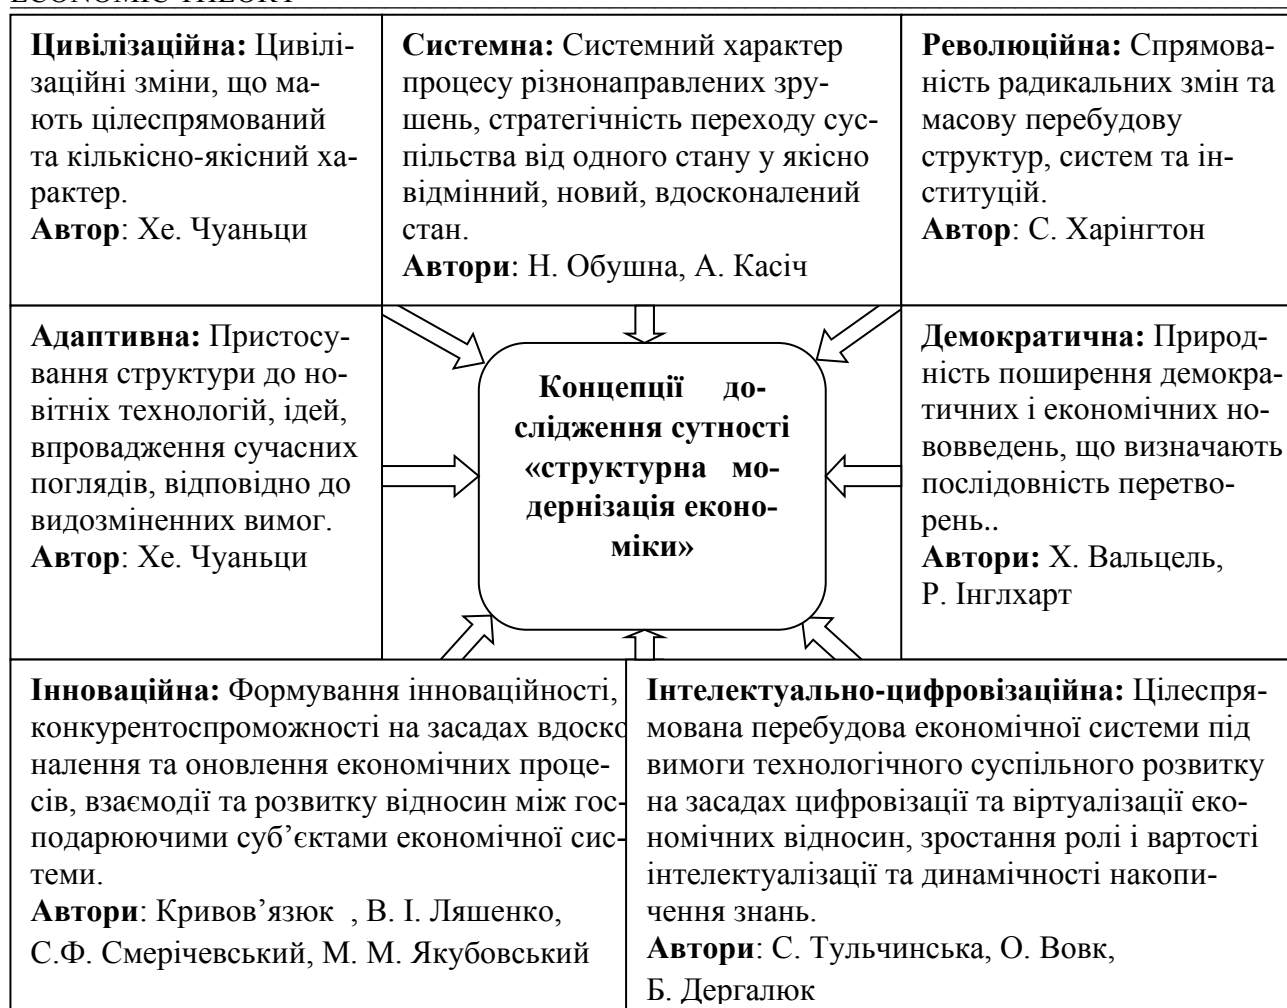 ECONOMIC THEORY
Цивілізаційна: Цивілі-
заційні зміни, що ма-
ють цілеспрямований
та кількісно-якісний ха-
рактер.
Автор: Хе. Чуаньци
Системна: Системний характер
процесу різнонаправлених зру-
шень, стратегічність переходу сус-
пільства від одного стану у якісно
відмінний, новий, вдосконалений
стан.
Автори: Н. Обушна, А. Касіч
Революційна: Спрямова-
ність радикальних змін та
масову перебудову
структур, систем та ін-
ституцій.
Автор: С. Харінгтон
Адаптивна: Пристосу-
вання структури до но-
вітніх технологій, ідей,
впровадження сучасних
поглядів, відповідно до
видозміненних вимог.
Автор: Хе. Чуаньци
Концепції до-
слідження сутності
«структурна мо-
дернізація еконо-
міки»
Демократична: Природ-
ність поширення демокра-
тичних і економічних но-
вовведень, що визначають
послідовність перетво-
рень..
Автори: Х. Вальцель,
Р. Інглхарт
Інноваційна: Формування інноваційності,
конкурентоспроможності на засадах вдоско
налення та оновлення економічних проце-
сів, взаємодії та розвитку відносин між гос-
подарюючими суб’єктами економічної сис-
теми.
Автори: Кривов’язюк , В. І. Ляшенко,
С.Ф. Смерічевський, М. М. Якубовський
Інтелектуально-цифровізаційна: Цілеспря-
мована перебудова економічної системи під
вимоги технологічного суспільного розвитку
на засадах цифровізації та віртуалізації еко-
номічних відносин, зростання ролі і вартості
інтелектуалізації та динамічності накопи-
чення знань.
Автори: С. Тульчинська, О. Вовк,
Б. Дергалюк